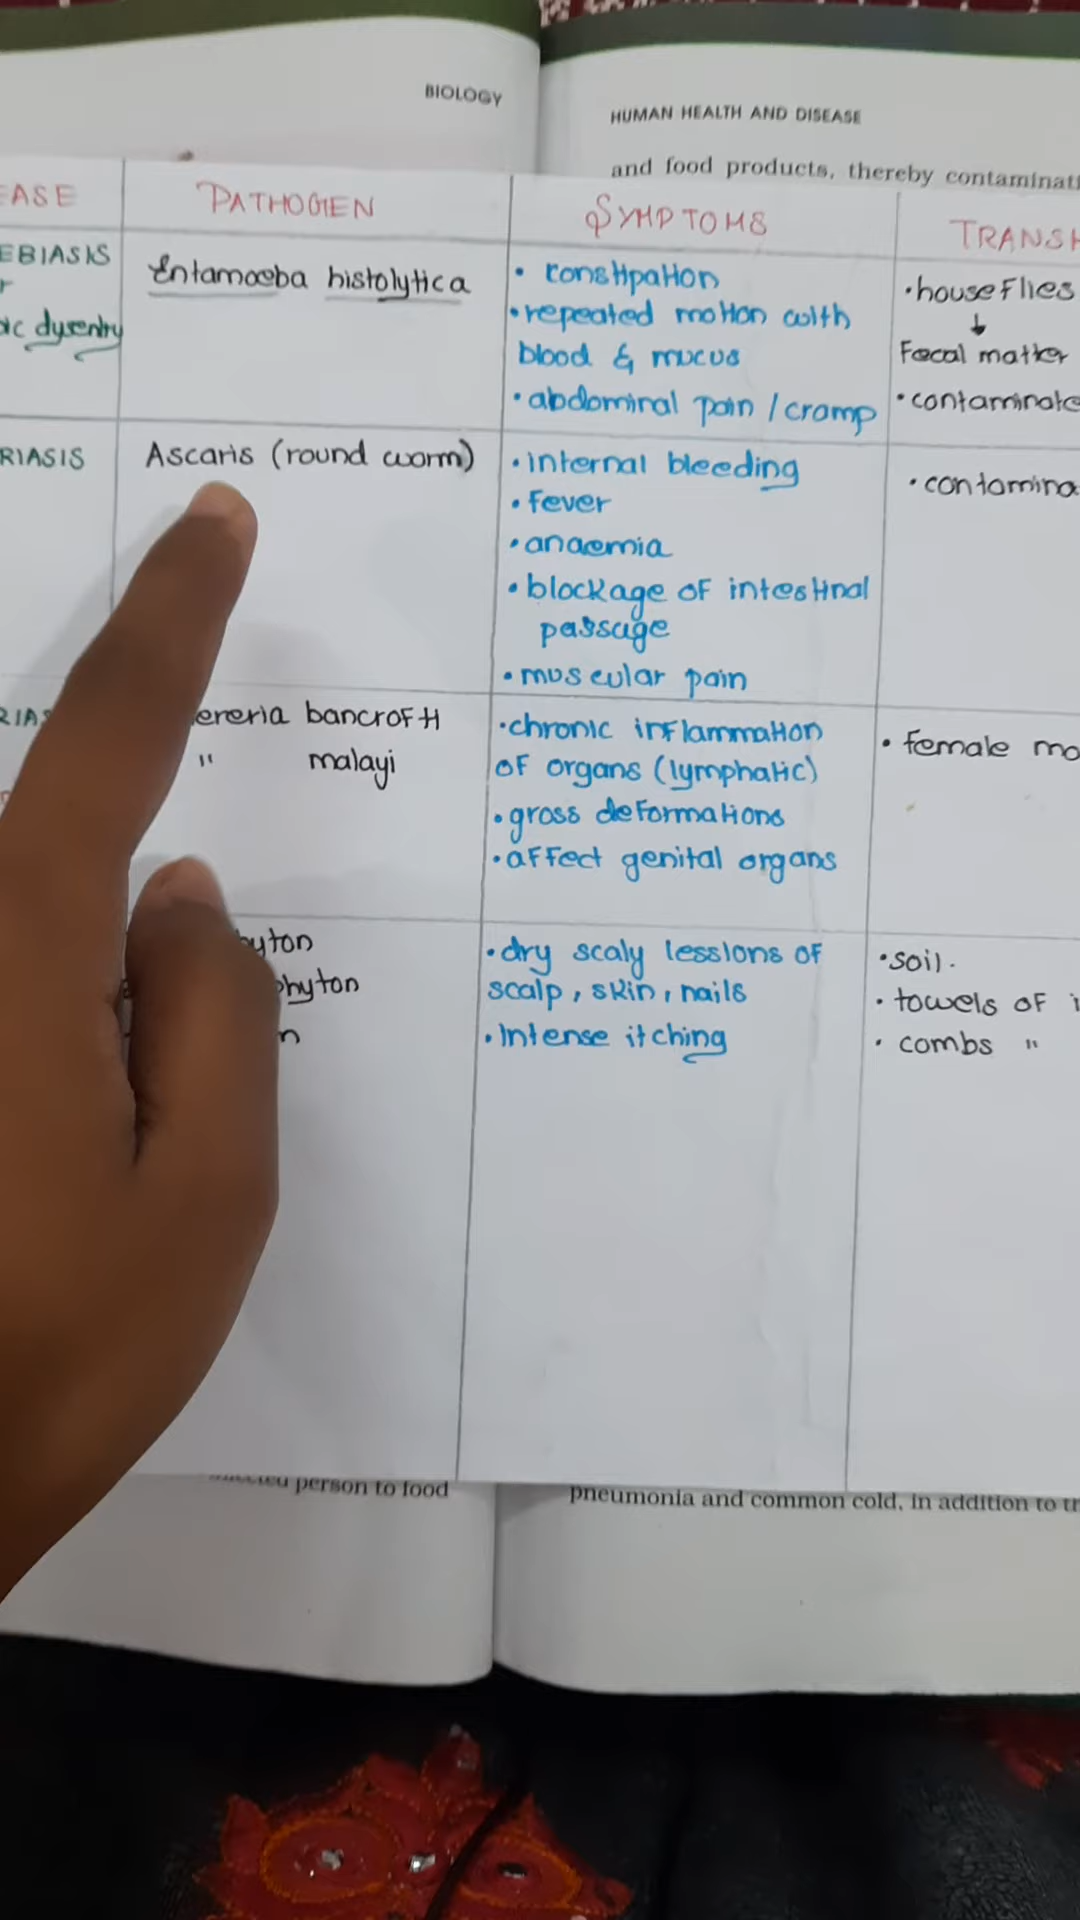 BIOLOGY
HUMAN HEALTH AND DISEASE
and food products, thereby contaminati
EASE
PATHOGEN
SYMPTOMS
TRANSM
EBIASIS
r
ic dysentry
Entamoeba histolytica
• constipation
• repeated motion with
blood & mucus
• abdominal pain / cramp
• houseflies
↓
Fecal matter
• contaminate
RIASIS
Ascaris (round worm)
• internal bleeding
• fever
• anaemia
• blockage of intestinal
passage
• muscular pain
• contamina
RIAS
ereria bancrofti
" malayi
• chronic inflammation
of organs (lymphatic)
• gross deformations
• affect genital organs
• female mo
yton
phyton
n
• dry scaly lessions of
scalp, skin, nails
• Intense itching
• soil.
• towels of i
• combs "
person to food
pneumonia and common cold, in addition to th